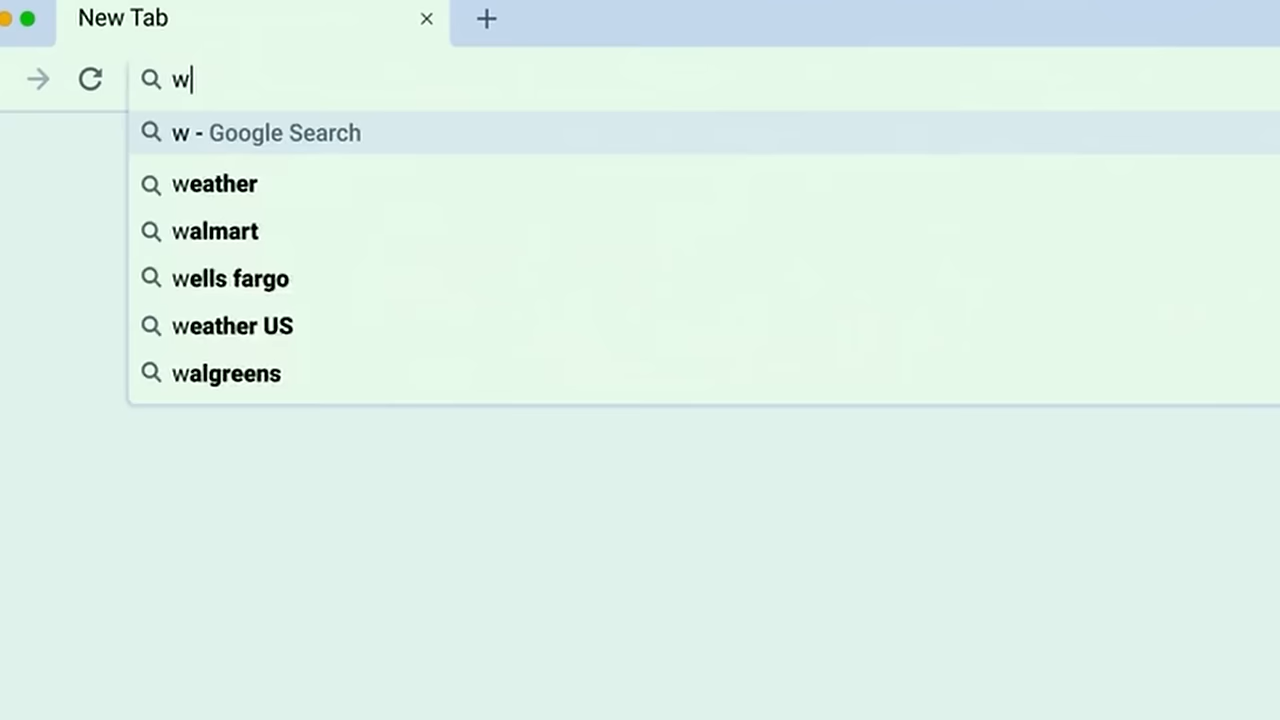 New Tab
w
w - Google Search
weather
walmart
wells fargo
weather US
walgreens